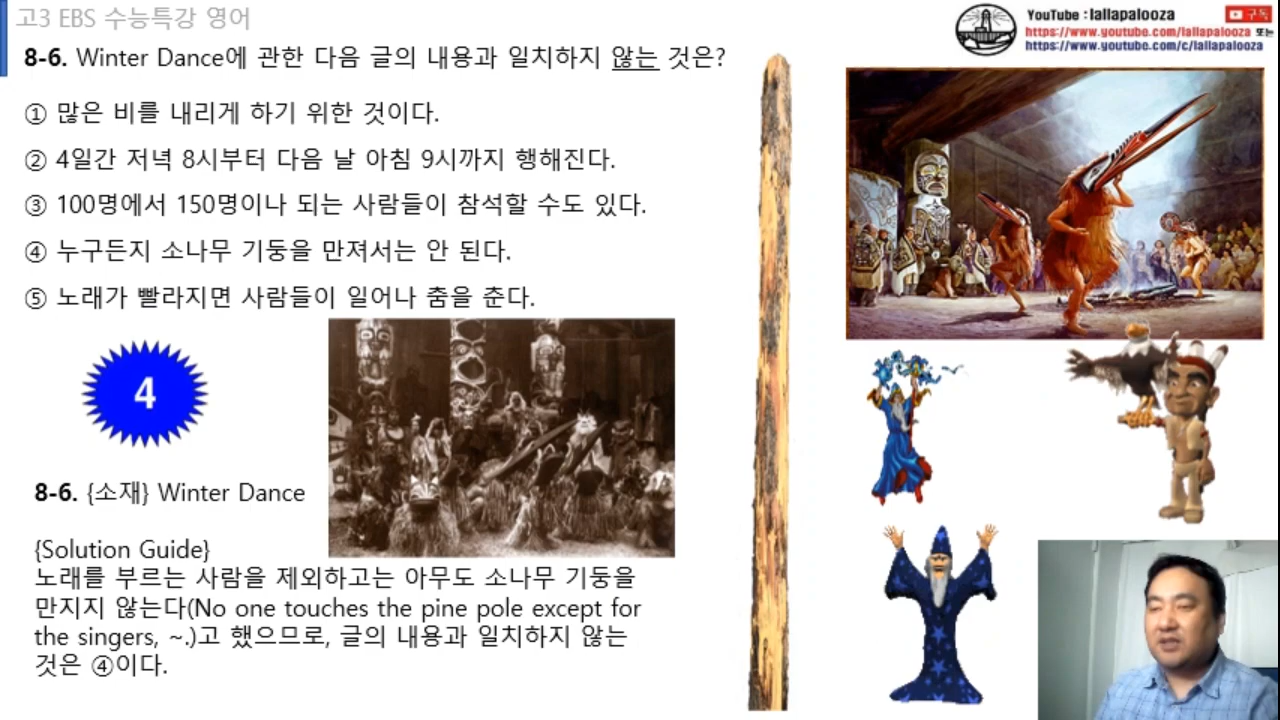 고3 EBS 수능특강 영어
YouTube : lallapalooza
구독
https://www.youtube.com/lallapalooza 또는
https://www.youtube.com/c/lallapalooza
8-6. Winter Dance에 관한 다음 글의 내용과 일치하지 않는 것은?
① 많은 비를 내리게 하기 위한 것이다.
② 4일간 저녁 8시부터 다음 날 아침 9시까지 행해진다.
③ 100명에서 150명이나 되는 사람들이 참석할 수도 있다.
④ 누구든지 소나무 기둥을 만져서는 안 된다.
⑤ 노래가 빨라지면 사람들이 일어나 춤을 춘다.
4
8-6. {소재} Winter Dance
{Solution Guide}
노래를 부르는 사람을 제외하고는 아무도 소나무 기둥을
만지지 않는다(No one touches the pine pole except for
the singers, ~.)고 했으므로, 글의 내용과 일치하지 않는
것은 ④이다.